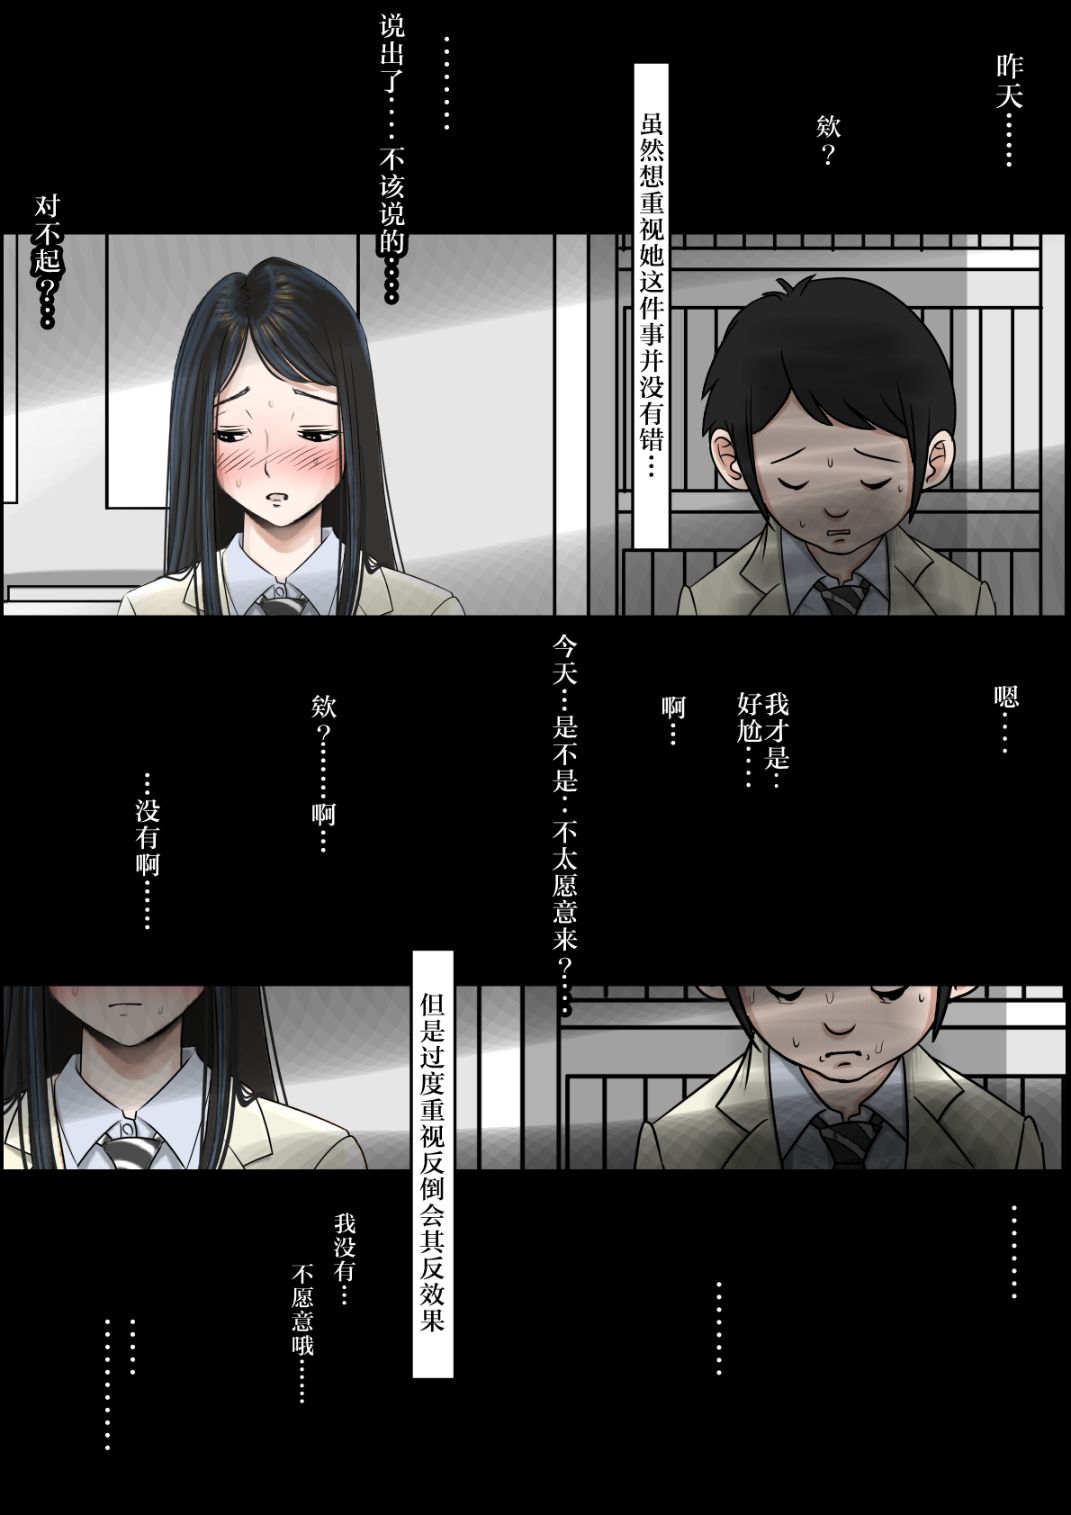 昨天……
欸？
虽然想重视她这件事并没有错…
………
说出了……不该说的……
对不起？…
嗯……
我才是…
好尬……
啊…
今天…是不是…不太愿意来？……
欸？………啊…
…没有啊………
但是过度重视反倒会其反效果
………
………
我没有…
不愿意哦………
……
…………